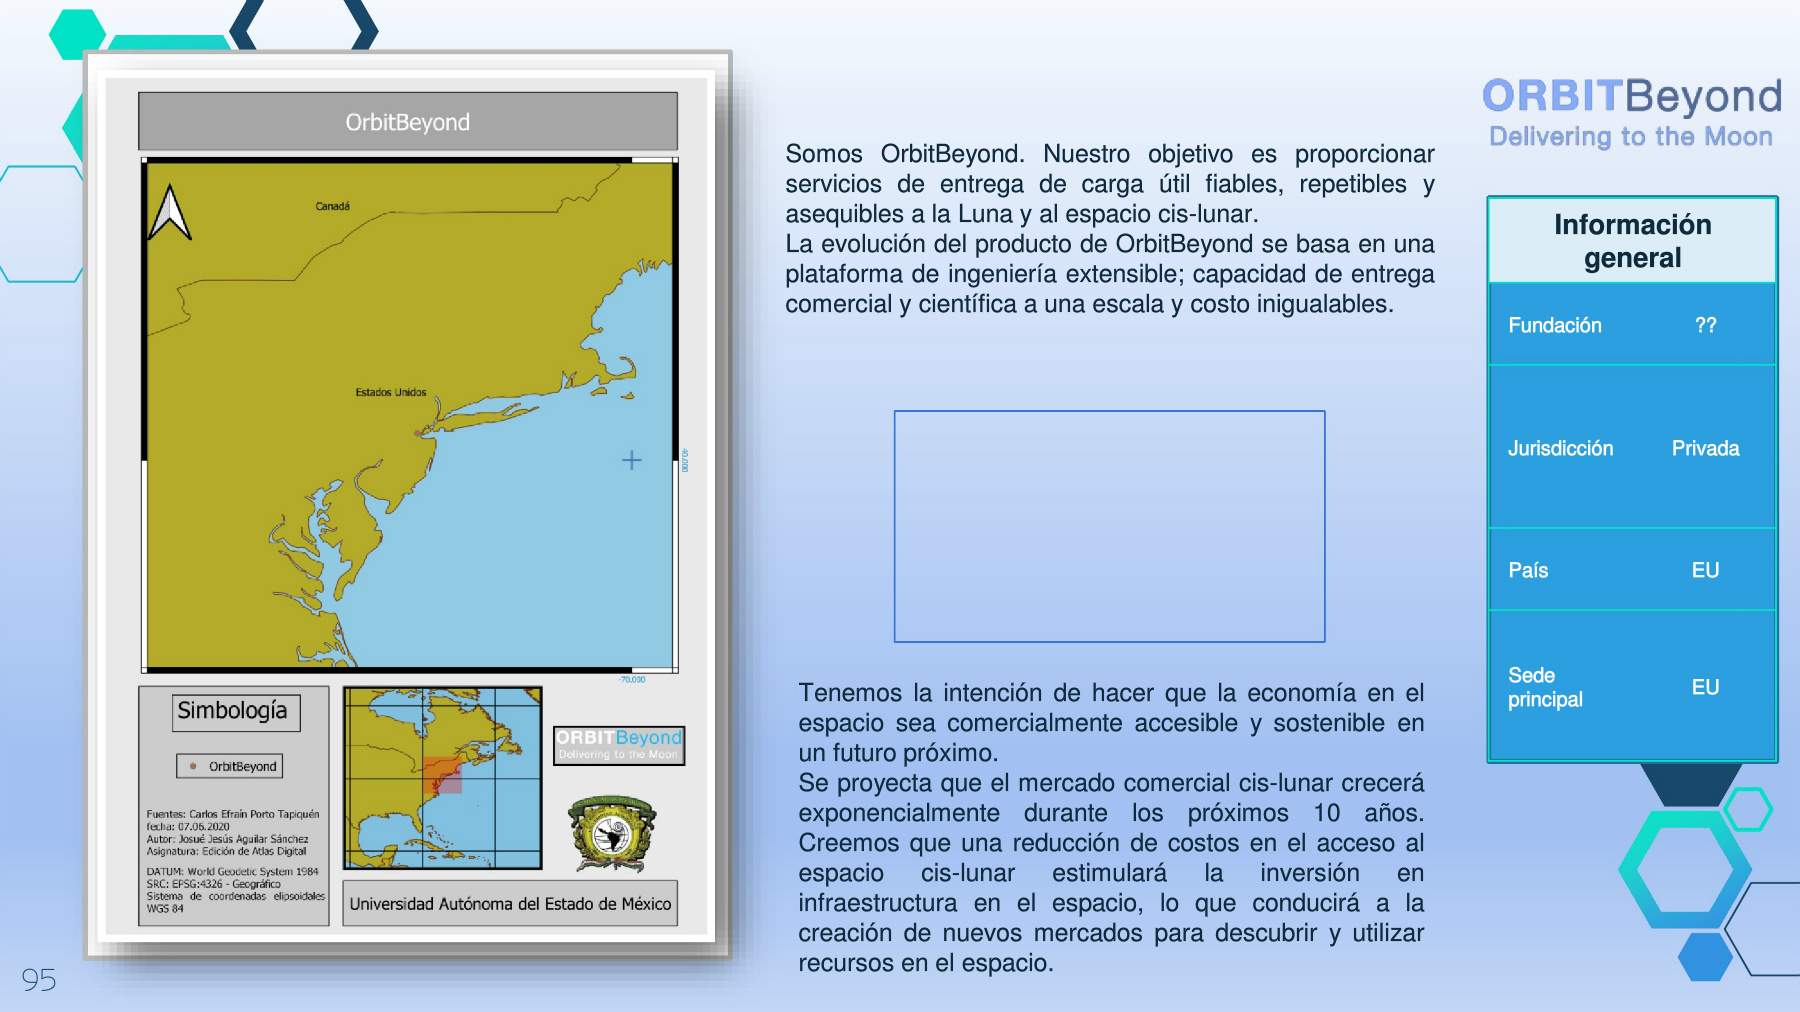 OrbitBeyond
Canadá
Estados Unidos
-40.000
-70.000
Simbología
OrbitBeyond
Fuentes: Carlos Efraín Porto Tapiquén
fecha: 07.06.2020
Autor: Josué Jesús Aguilar Sánchez
Asignatura: Edición de Atlas Digital
DATUM: World Geodetic System 1984
SRC: EPSG:4326 - Geográfico
Sistema de coordenadas elipsoidales
WGS 84
ORBITBeyond
Delivering to the Moon
Universidad Autónoma del Estado de México
Somos OrbitBeyond. Nuestro objetivo es proporcionar
servicios de entrega de carga útil fiables, repetibles y
asequibles a la Luna y al espacio cis-lunar.
La evolución del producto de OrbitBeyond se basa en una
plataforma de ingeniería extensible; capacidad de entrega
comercial y científica a una escala y costo inigualables.
Tenemos la intención de hacer que la economía en el
espacio sea comercialmente accesible y sostenible en
un futuro próximo.
Se proyecta que el mercado comercial cis-lunar crecerá
exponencialmente durante los próximos 10 años.
Creemos que una reducción de costos en el acceso al
espacio cis-lunar estimulará la inversión en
infraestructura en el espacio, lo que conducirá a la
creación de nuevos mercados para descubrir y utilizar
recursos en el espacio.
ORBITBeyond
Delivering to the Moon
Información
general
Fundación ??
Jurisdicción Privada
País EU
Sede
principal EU
95